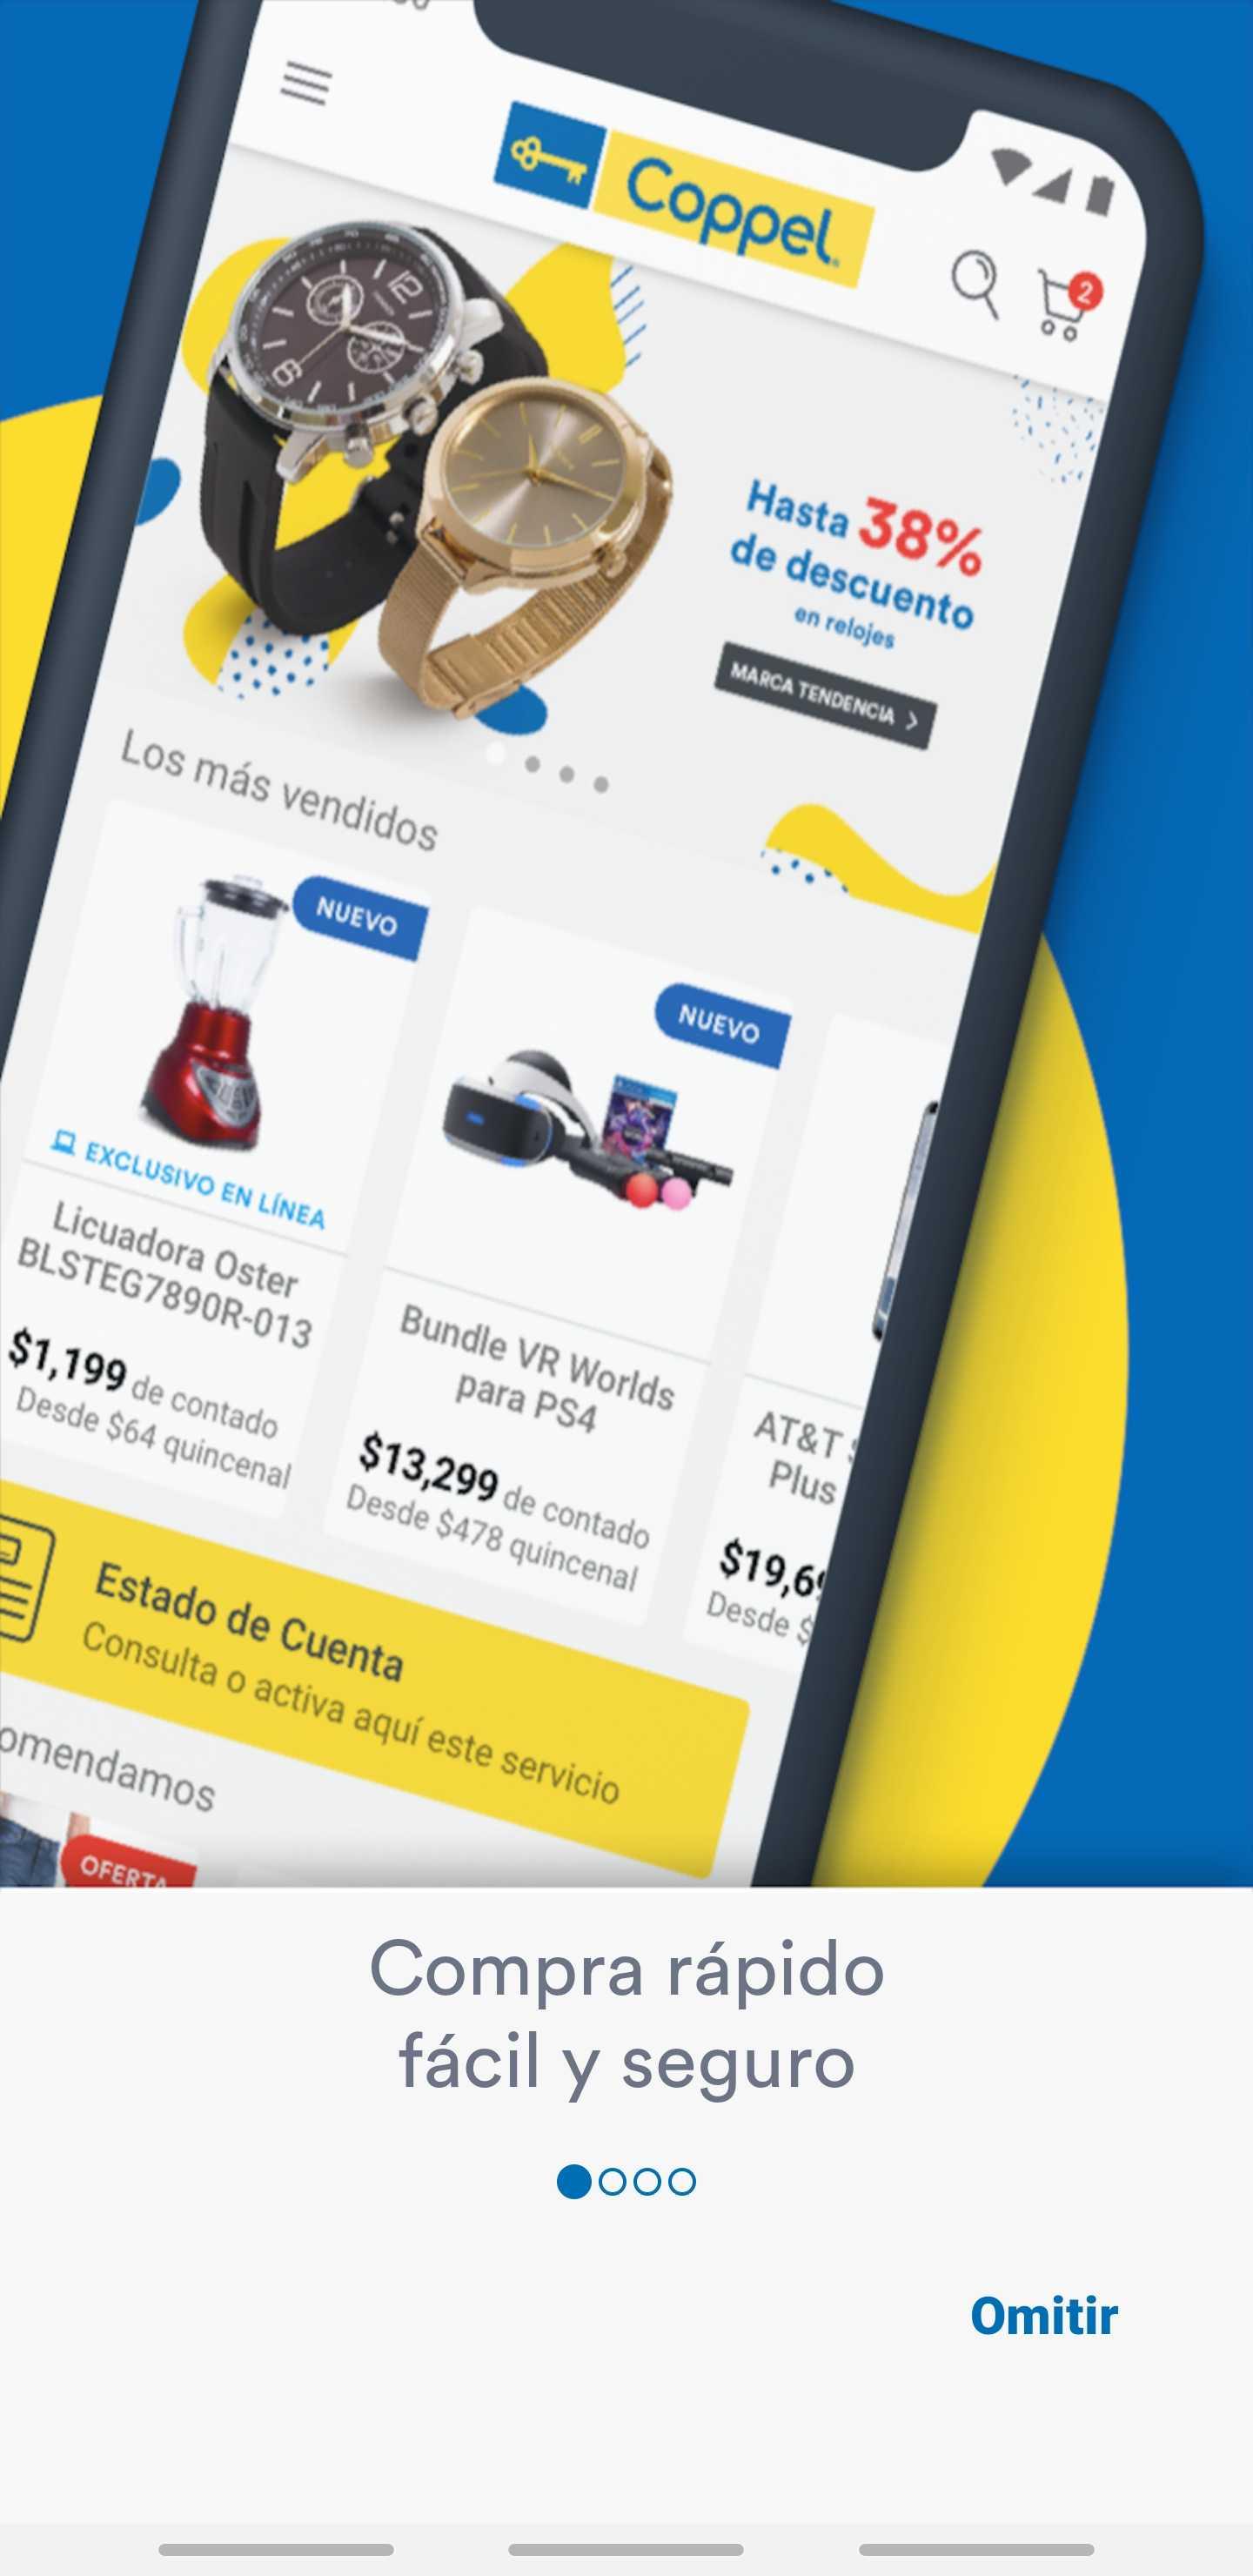 Coppel
2
Hasta 38%
de descuento
en relojes
MARCA TENDENCIA >
Los más vendidos
NUEVO
EXCLUSIVO EN LÍNEA
Licuadora Oster
BLSTEG7890R-013
$1,199 de contado
Desde $64 quincenal
NUEVO
Bundle VR Worlds
para PS4
$13,299 de contado
Desde $478 quincenal
AT&T
Plus
$19,6
Desde $
Estado de Cuenta
Consulta o activa aquí este servicio
omendamos
OFERTA
Compra rápido
fácil y seguro
Omitir